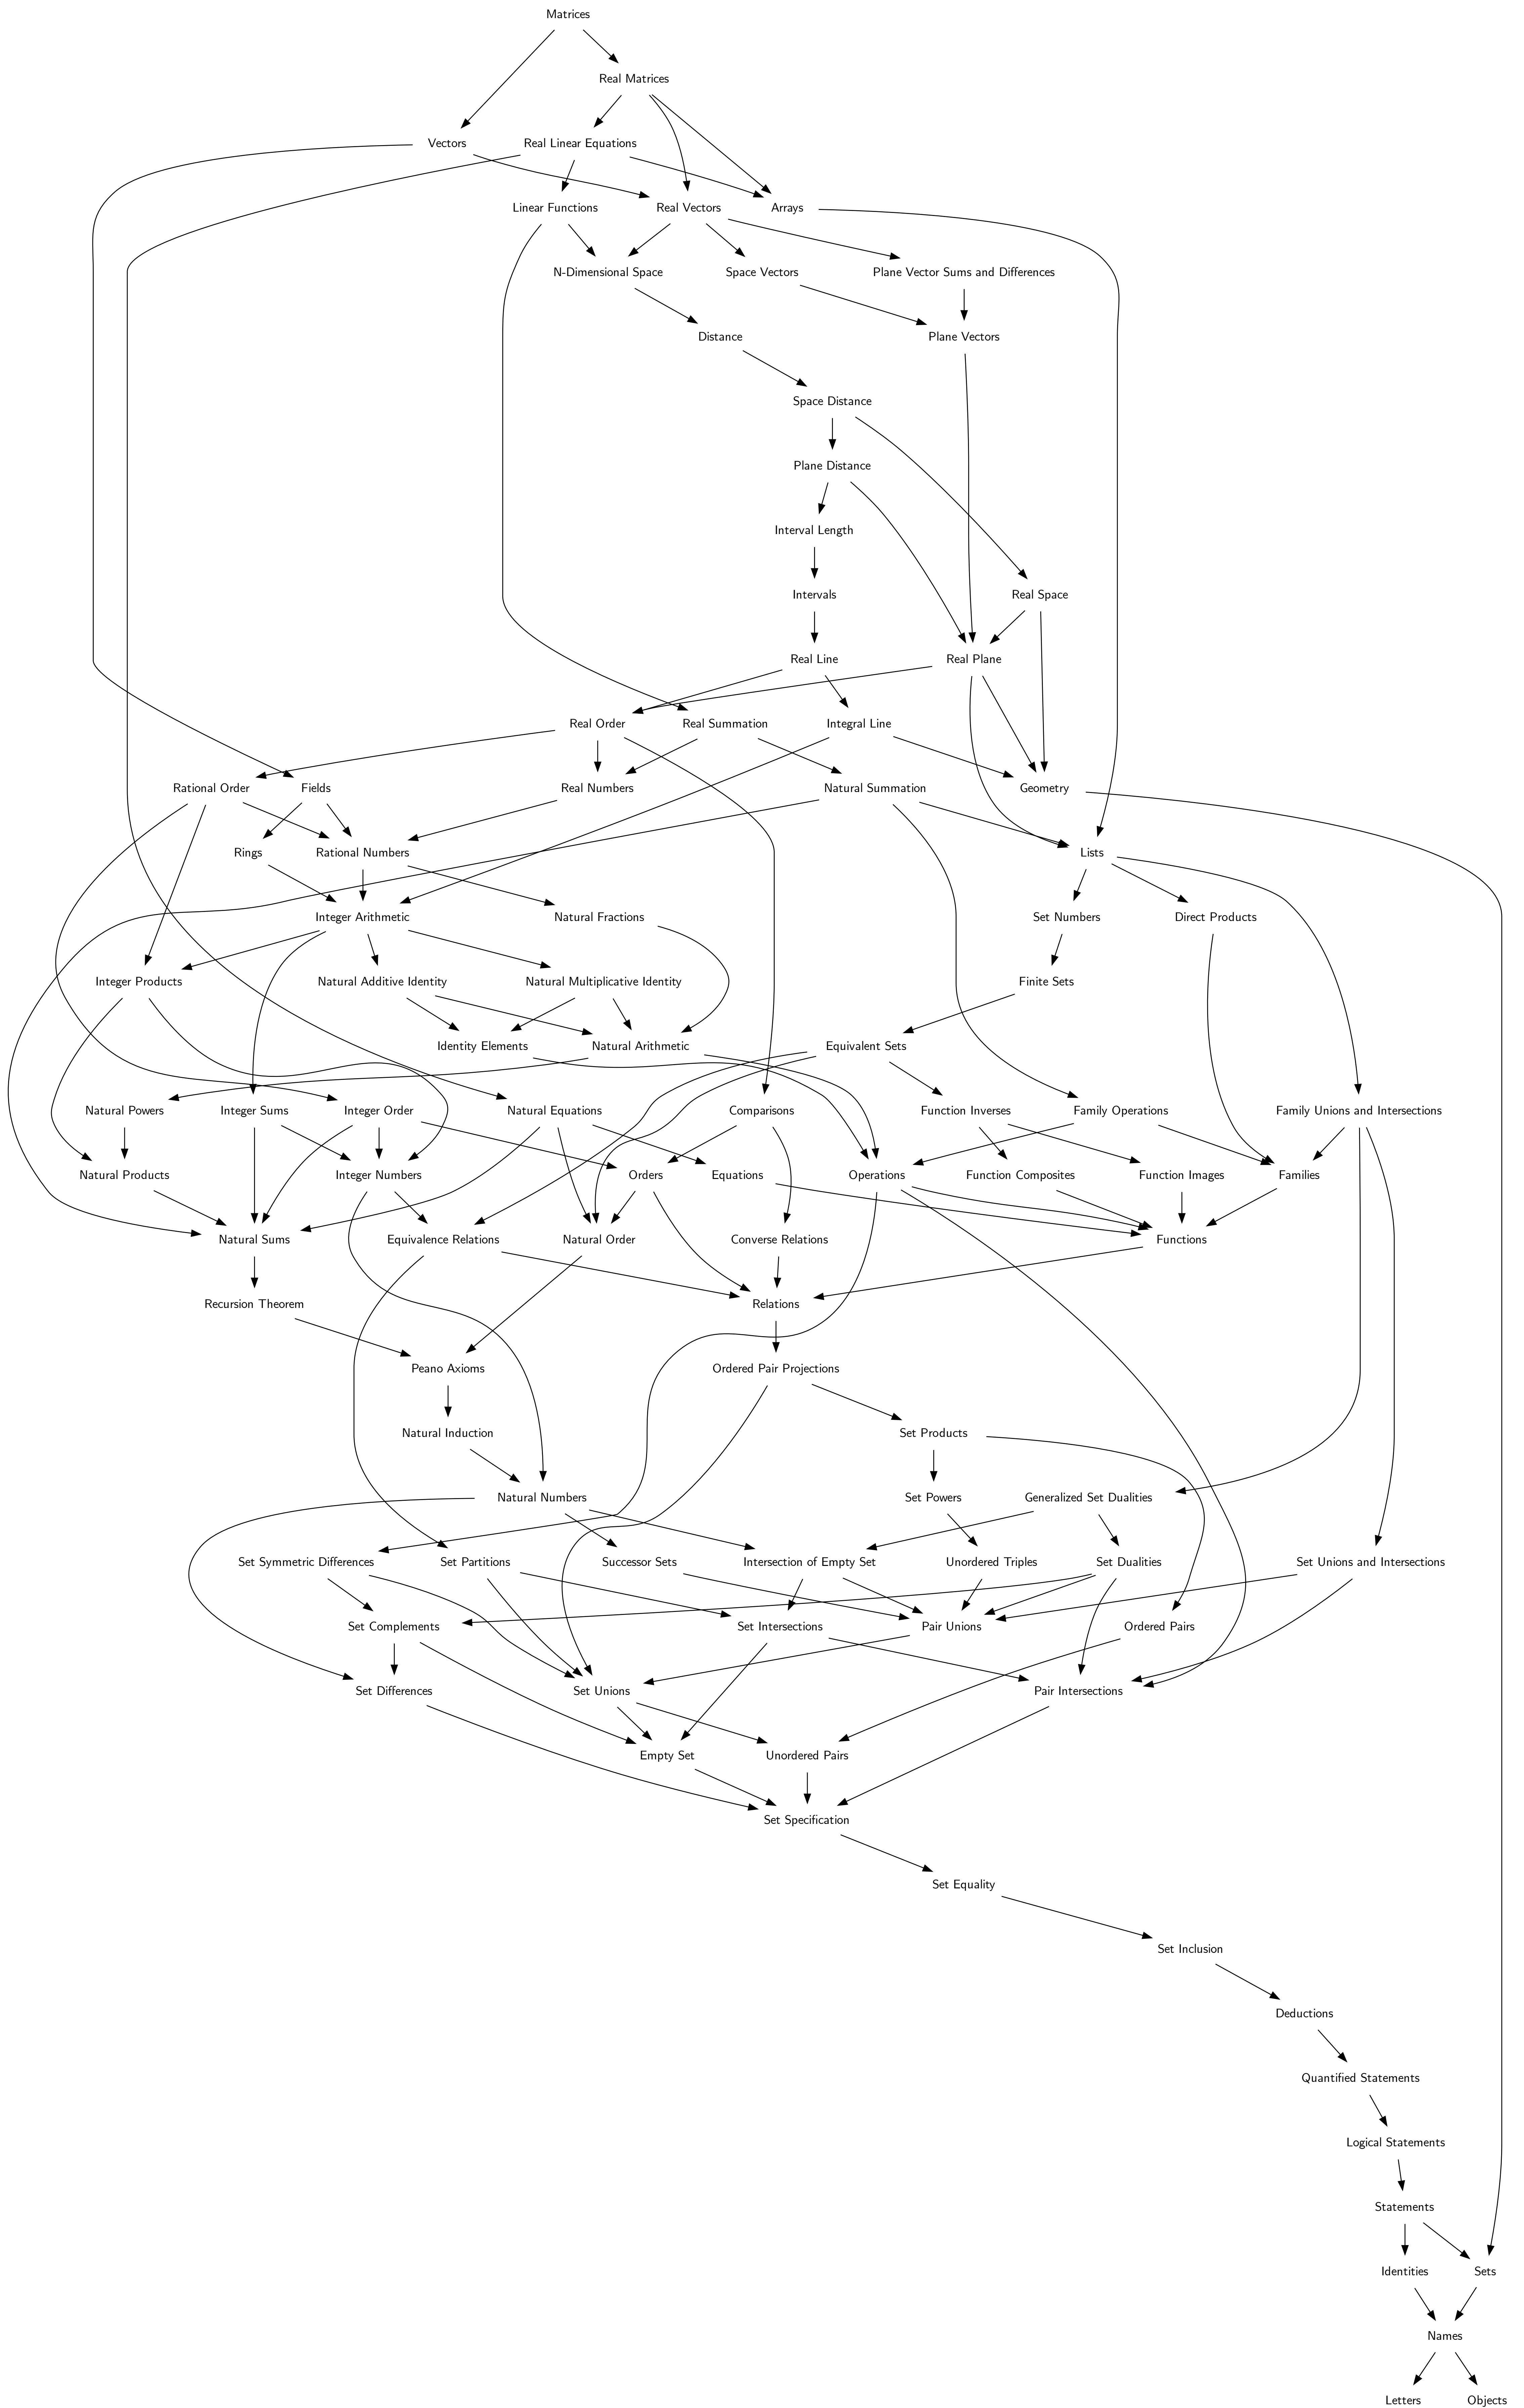 Matrices
Real Matrices
Vectors
Real Linear Equations
Linear Functions
Real Vectors
Arrays
N-Dimensional Space
Space Vectors
Plane Vector Sums and Differences
Distance
Plane Vectors
Space Distance
Plane Distance
Interval Length
Intervals
Real Space
Real Line
Real Plane
Real Order
Real Summation
Integral Line
Rational Order
Fields
Real Numbers
Natural Summation
Geometry
Rings
Rational Numbers
Lists
Integer Arithmetic
Natural Fractions
Set Numbers
Direct Products
Integer Products
Natural Additive Identity
Natural Multiplicative Identity
Finite Sets
Identity Elements
Natural Arithmetic
Equivalent Sets
Natural Powers
Integer Sums
Integer Order
Natural Equations
Comparisons
Function Inverses
Family Operations
Family Unions and Intersections
Natural Products
Integer Numbers
Orders
Equations
Operations
Function Composites
Function Images
Families
Natural Sums
Equivalence Relations
Natural Order
Converse Relations
Functions
Recursion Theorem
Relations
Peano Axioms
Ordered Pair Projections
Natural Induction
Set Products
Natural Numbers
Set Powers
Generalized Set Dualities
Set Symmetric Differences
Set Partitions
Successor Sets
Intersection of Empty Set
Unordered Triples
Set Dualities
Set Unions and Intersections
Set Complements
Set Intersections
Pair Unions
Ordered Pairs
Set Differences
Set Unions
Pair Intersections
Empty Set
Unordered Pairs
Set Specification
Set Equality
Set Inclusion
Deductions
Quantified Statements
Logical Statements
Statements
Identities
Sets
Names
Letters
Objects